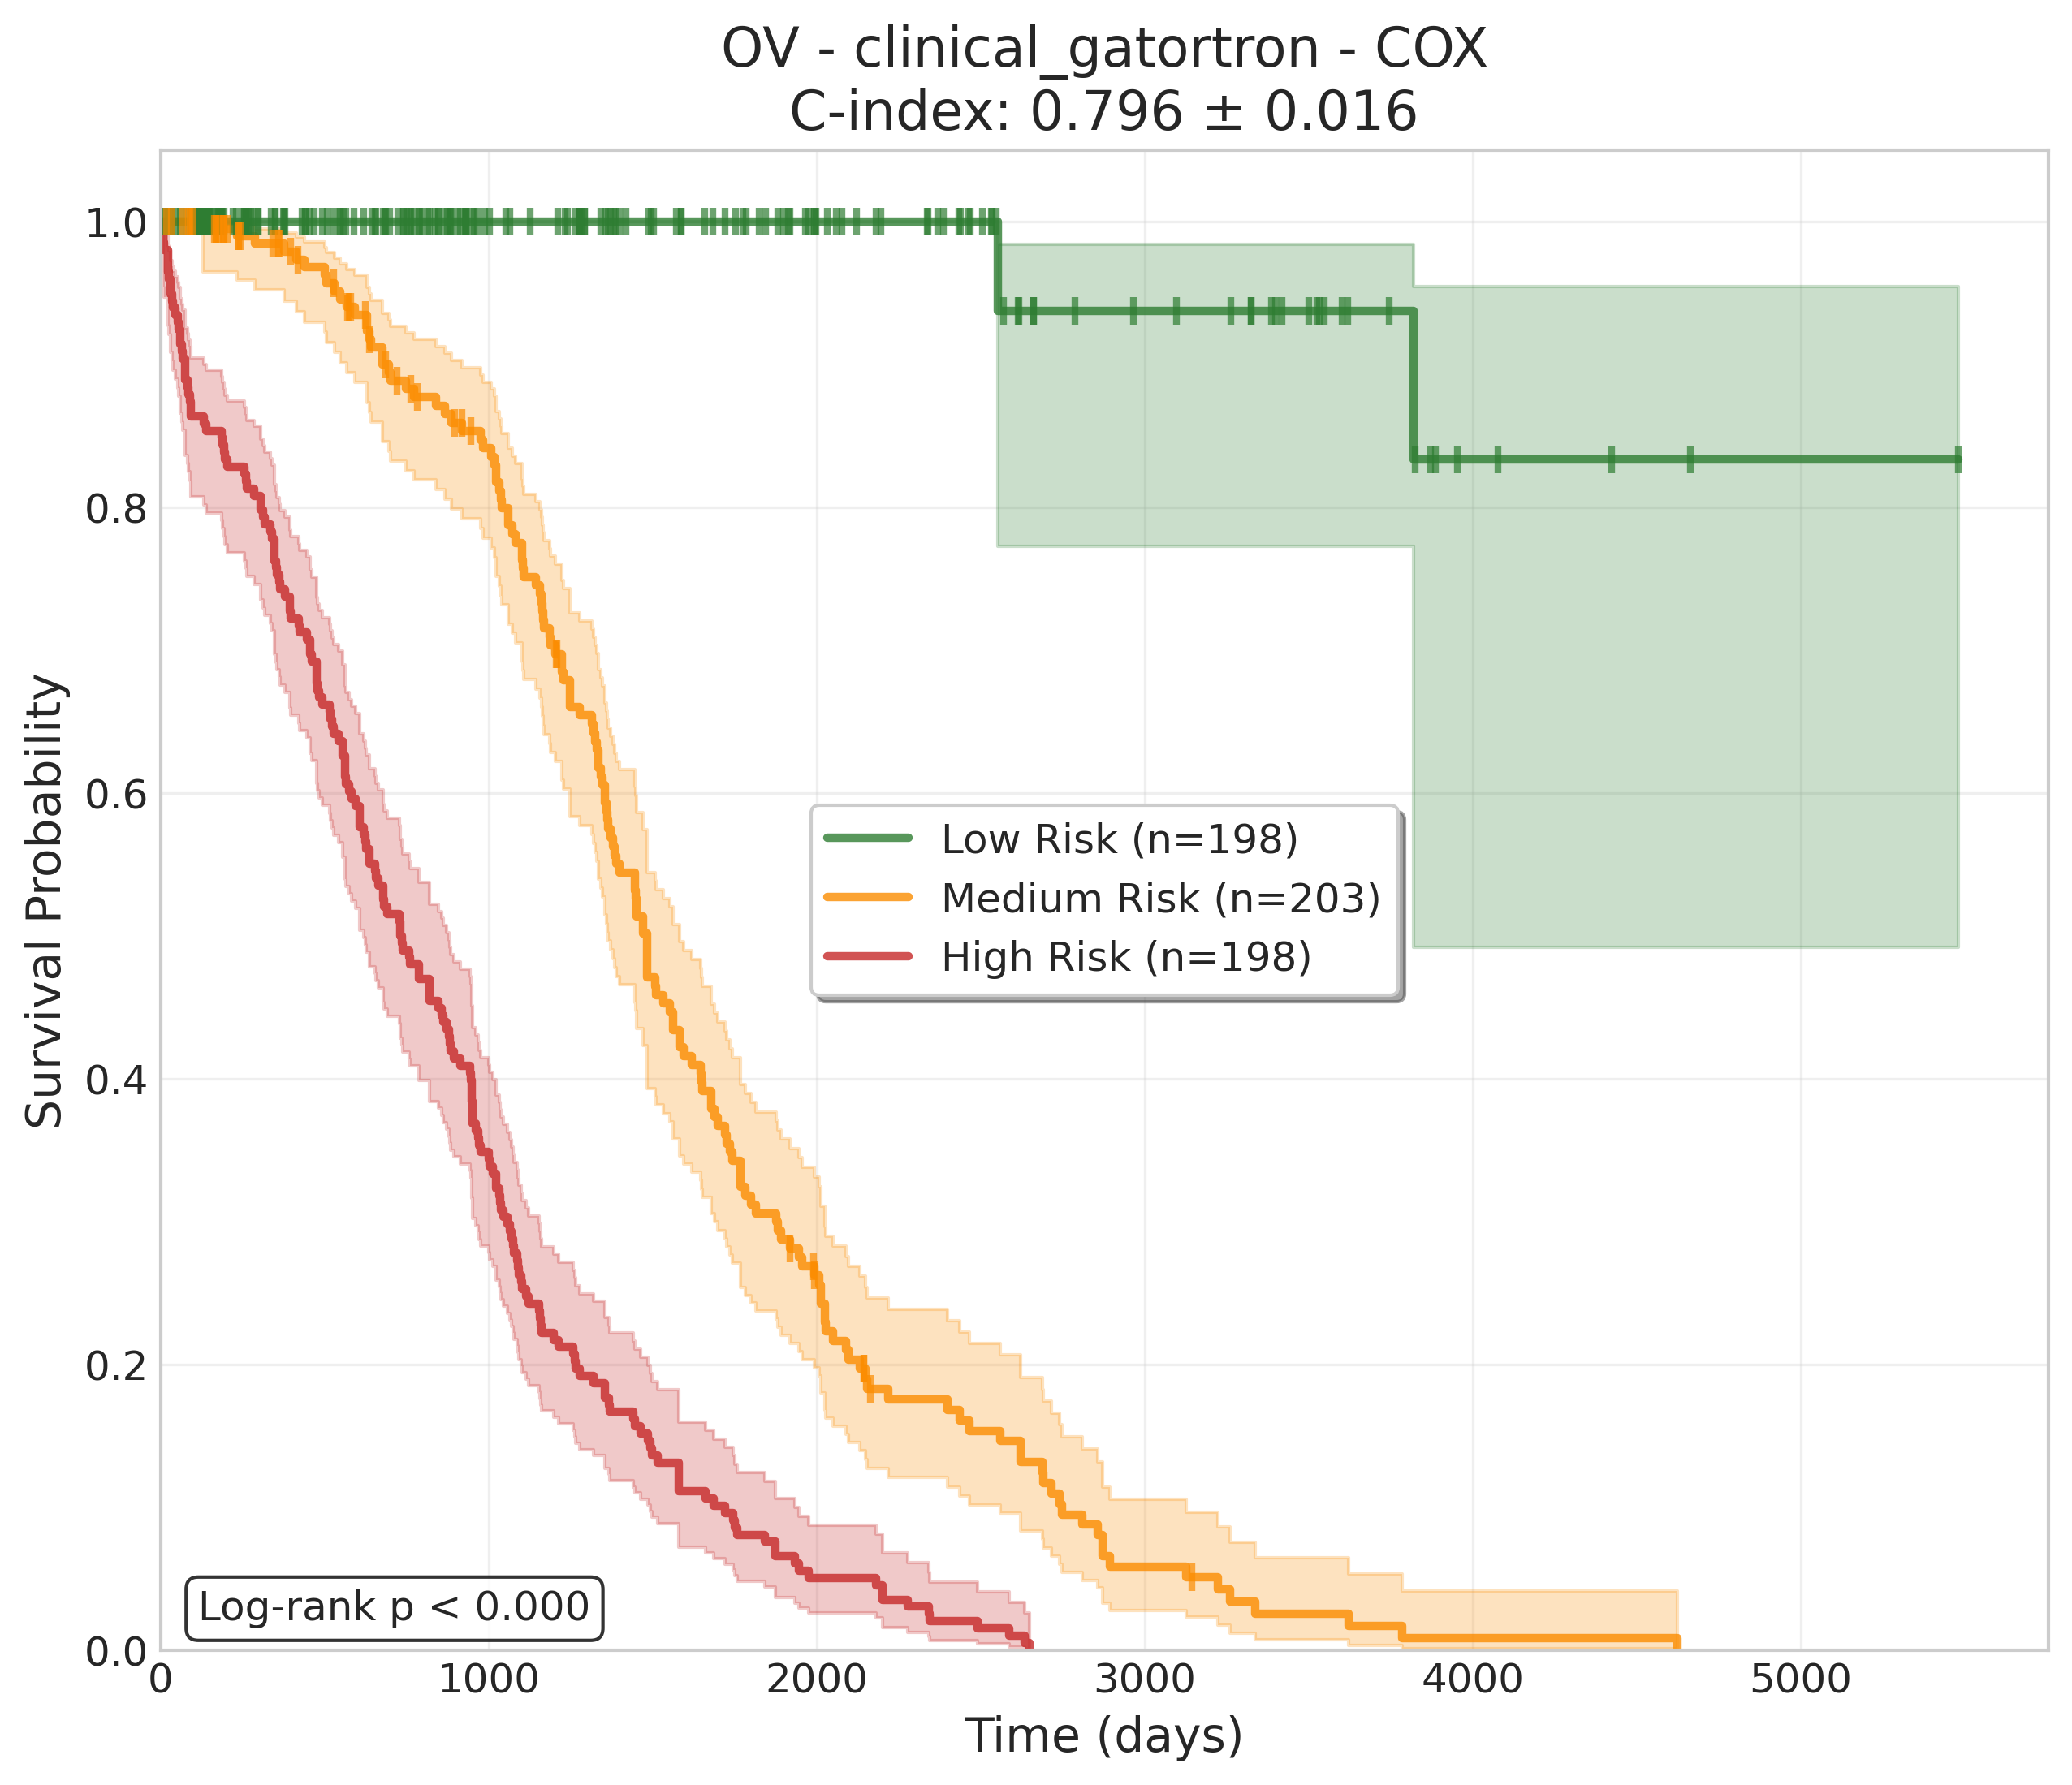 OV - clinical_gatortron - COX
C-index: 0.796 ± 0.016
Survival Probability
1.0
0.8
0.6
0.4
0.2
0.0
Low Risk (n=198)
Medium Risk (n=203)
High Risk (n=198)
Log-rank p < 0.000
0 1000 2000 3000 4000 5000
Time (days)